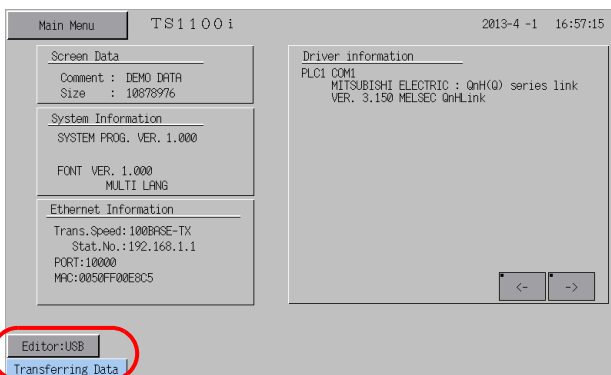 Main Menu
TS1100i
2013-4 -1 16:57:15
Screen Data
Comment : DEMO DATA
Size : 10878976
System Information
SYSTEM PROG. VER. 1.000
FONT VER. 1.000
MULTI LANG
Ethernet Information
Trans.Speed:100BASE-TX
Stat.No.:192.168.1.1
PORT:10000
MAC:0050FF00E8C5
Driver information
PLC1 COM1
MITSUBISHI ELECTRIC : QnH(Q) series link
VER. 3.150 MELSEC QnHLink
<- ->
Editor:USB
Transferring Data